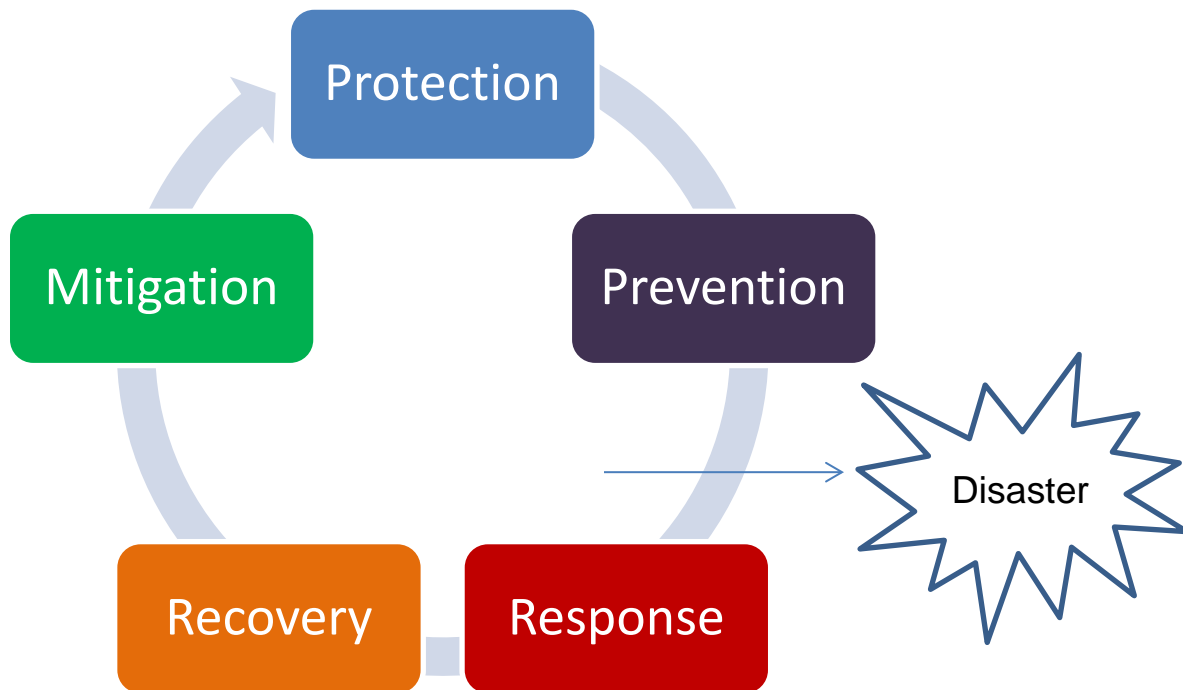 Protection
Mitigation
Prevention
Disaster
Recovery
Response